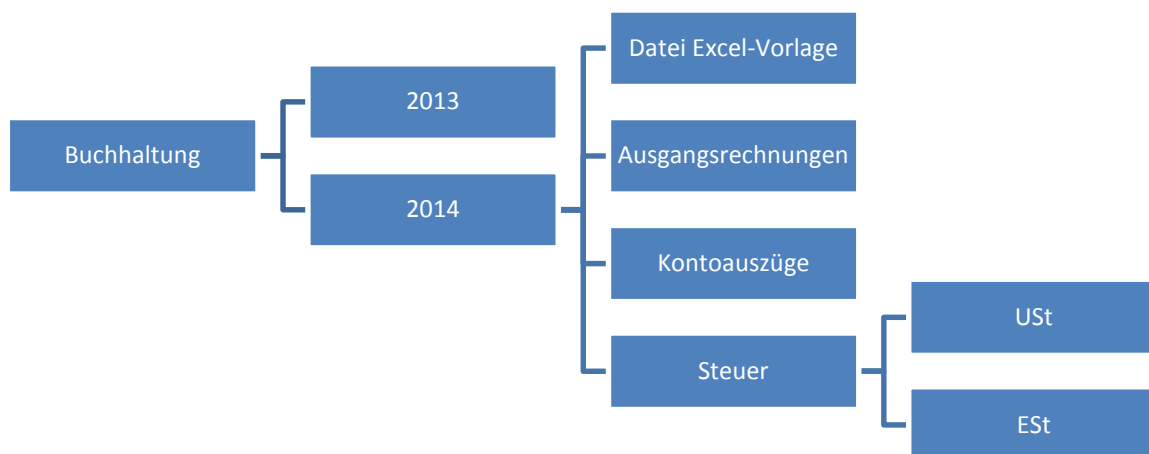 Buchhaltung
2013
2014
Datei Excel-Vorlage
Ausgangsrechnungen
Kontoauszüge
Steuer
USt
ESt